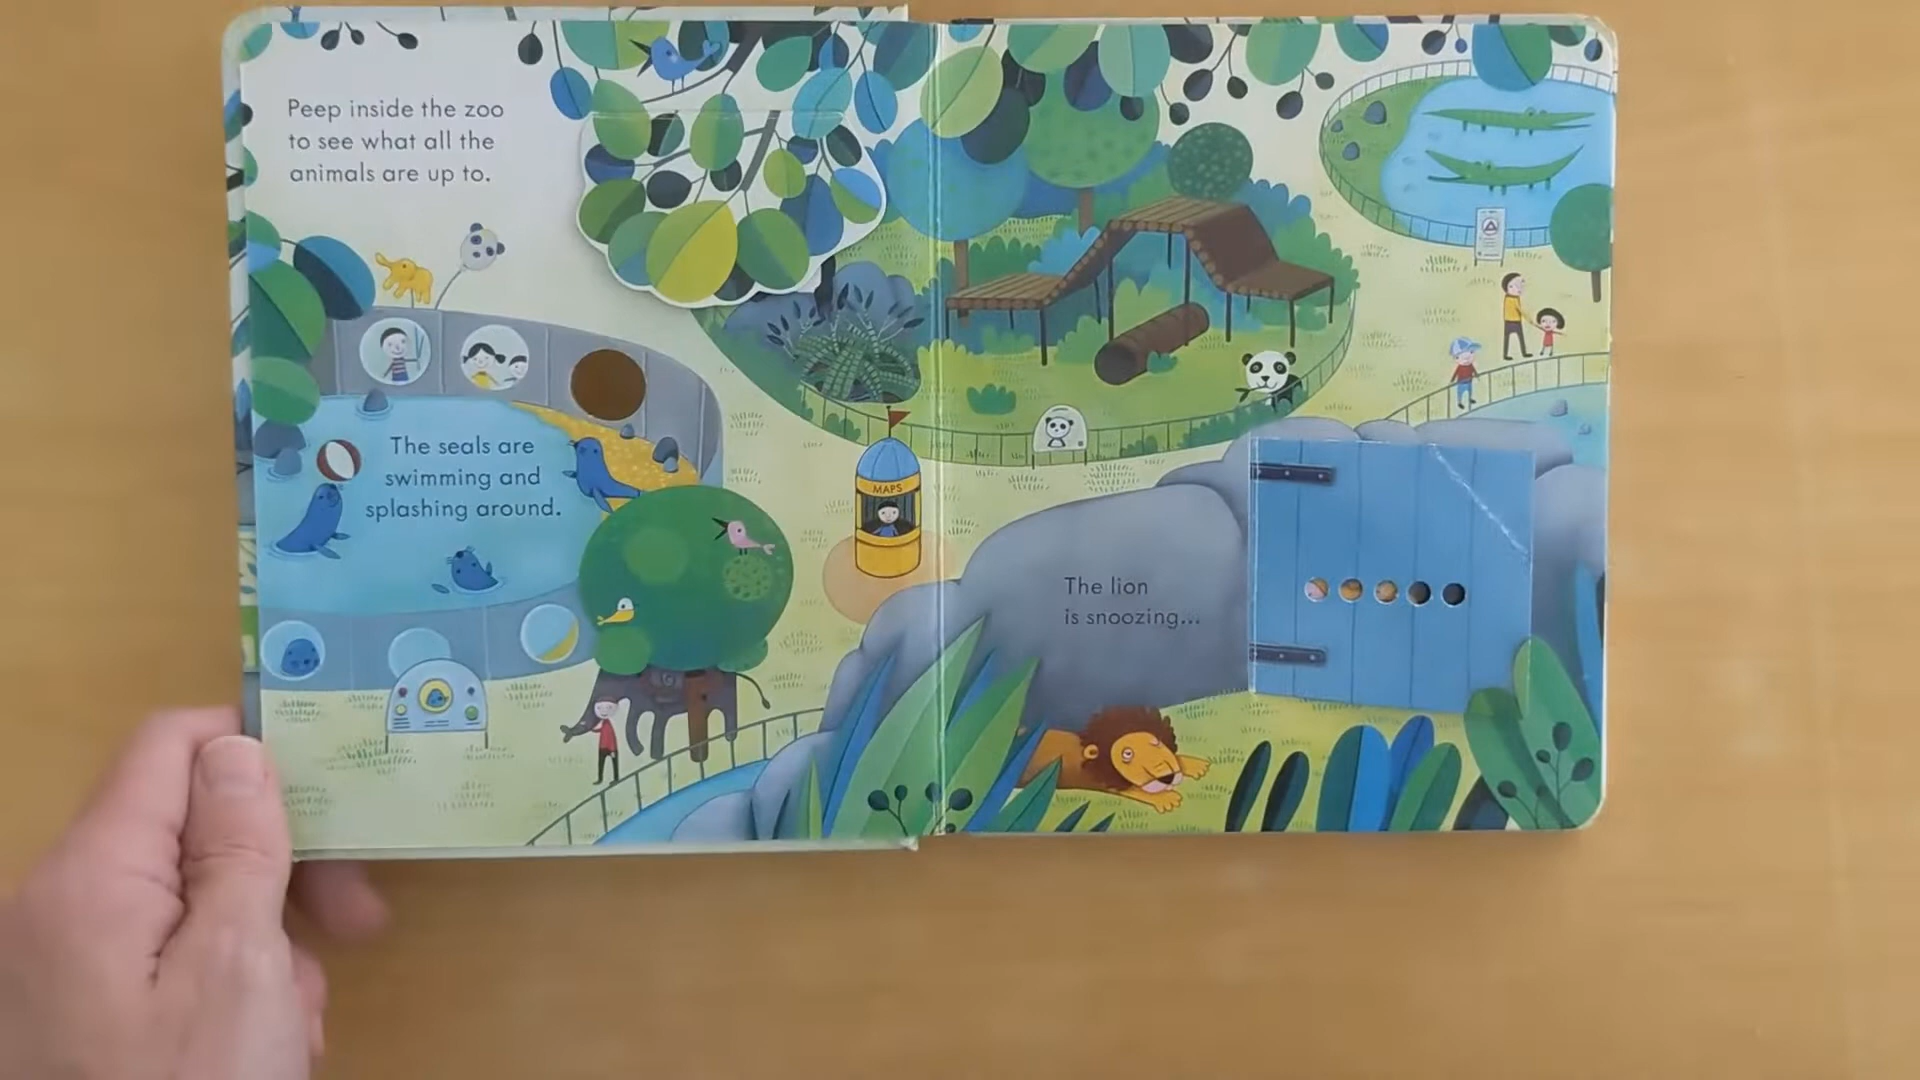 Peep inside the zoo
to see what all the
animals are up to.
The seals are
swimming and
splashing around.
MAPS
The lion
is snoozing...